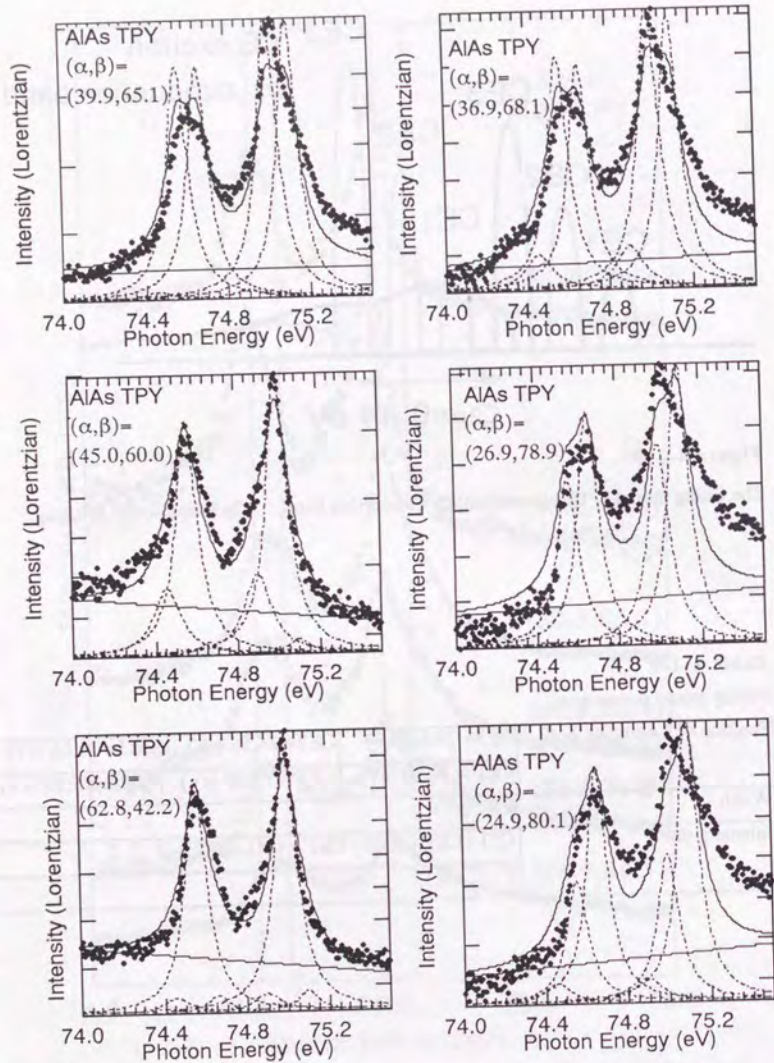 AlAs TPY
(α,β)=
(39.9,65.1)
Intensity (Lorentzian)
74.0 74.4 74.8 75.2
Photon Energy (eV)
AlAs TPY
(α,β)=
(36.9,68.1)
Intensity (Lorentzian)
74.0 74.4 74.8 75.2
Photon Energy (eV)
AlAs TPY
(α,β)=
(45.0,60.0)
Intensity (Lorentzian)
74.0 74.4 74.8 75.2
Photon Energy (eV)
AlAs TPY
(α,β)=
(26.9,78.9)
Intensity (Lorentzian)
74.0 74.4 74.8 75.2
Photon Energy (eV)
AlAs TPY
(α,β)=
(62.8,42.2)
Intensity (Lorentzian)
74.0 74.4 74.8 75.2
Photon Energy (eV)
AlAs TPY
(α,β)=
(24.9,80.1)
Intensity (Lorentzian)
74.0 74.4 74.8 75.2
Photon Energy (eV)